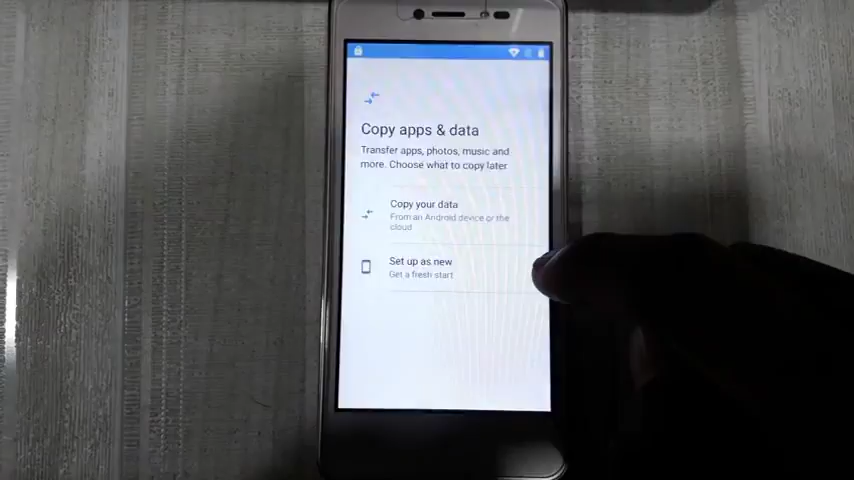 Copy apps & data
Transfer apps, photos, music and
more. Choose what to copy later
Copy your data
From an Android device or the
cloud
Set up as new
Get a fresh start